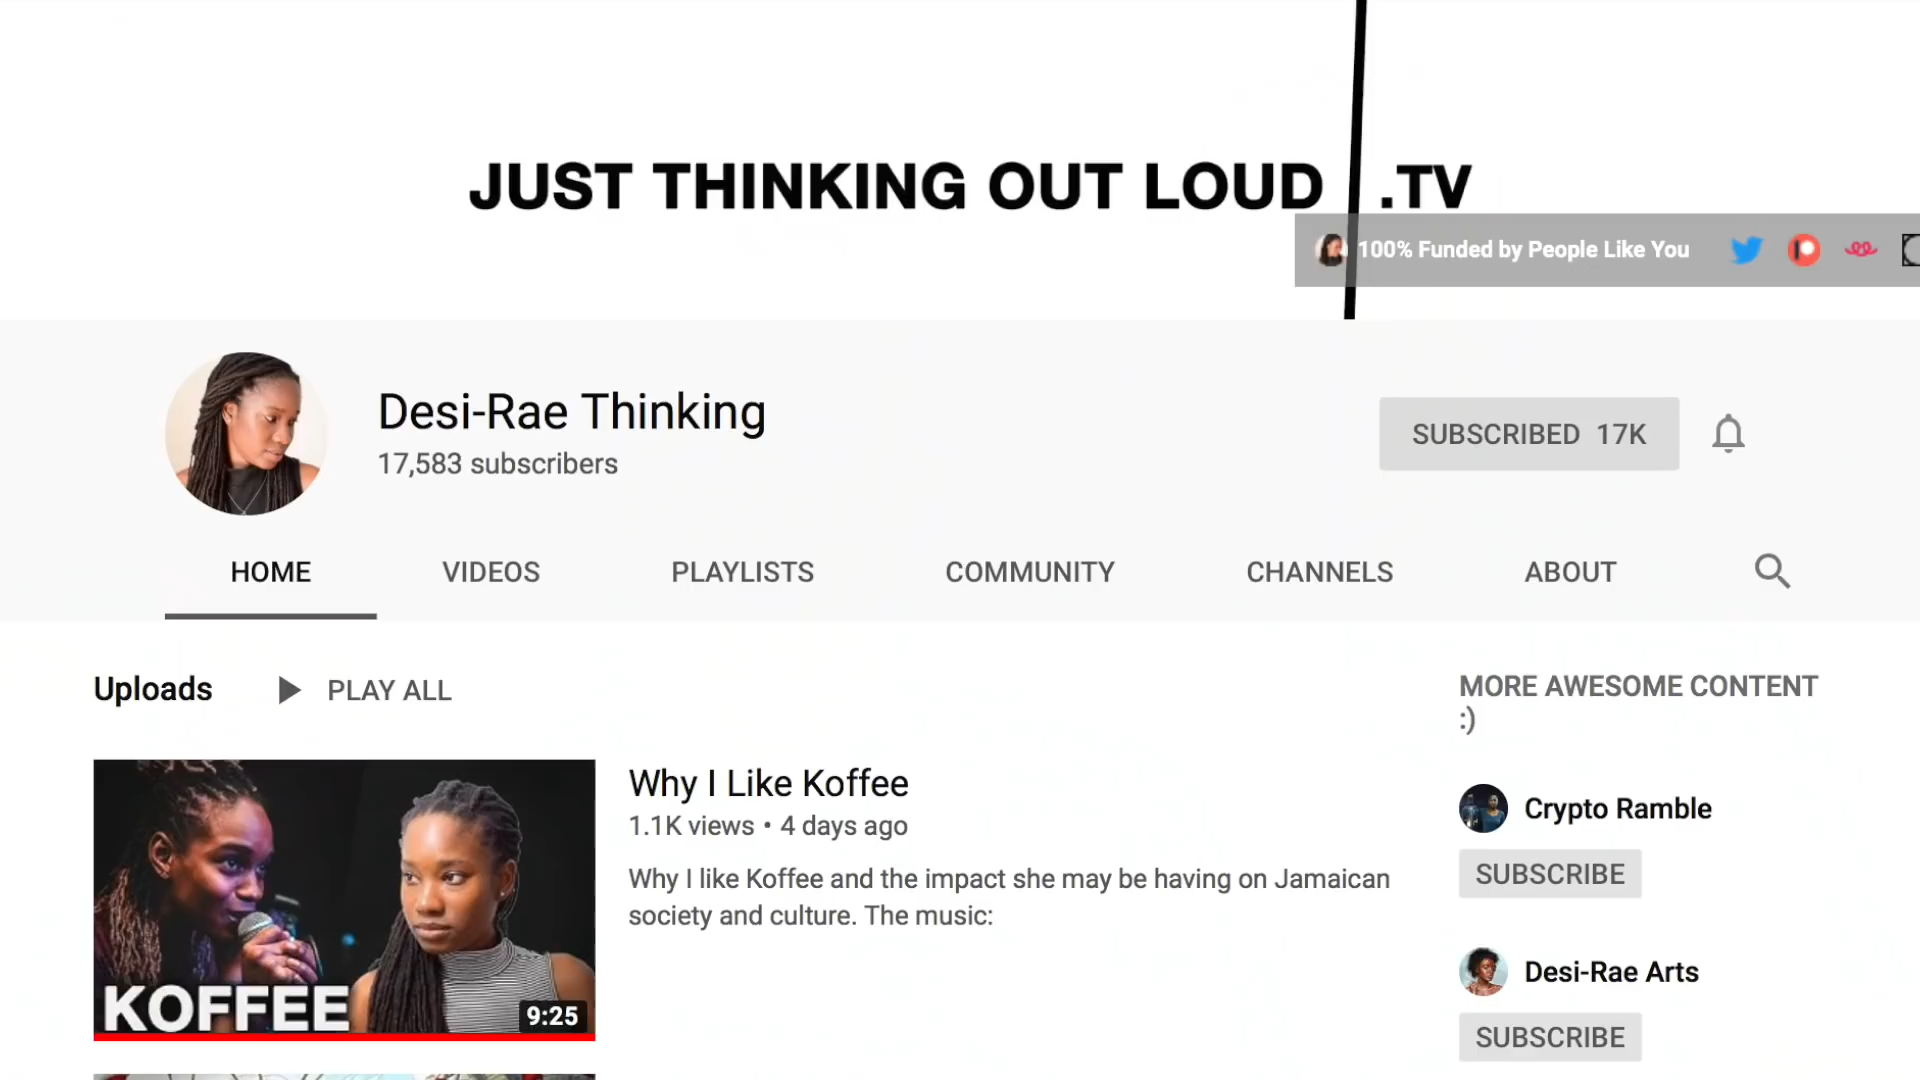 JUST THINKING OUT LOUD .TV
100% Funded by People Like You
Desi-Rae Thinking
17,583 subscribers
SUBSCRIBED 17K
HOME VIDEOS PLAYLISTS COMMUNITY CHANNELS ABOUT
Uploads PLAY ALL
MORE AWESOME CONTENT
:)
Why I Like Koffee
1.1K views • 4 days ago
Why I like Koffee and the impact she may be having on Jamaican
society and culture. The music:
KOFFEE
9:25
Crypto Ramble
SUBSCRIBE
Desi-Rae Arts
SUBSCRIBE